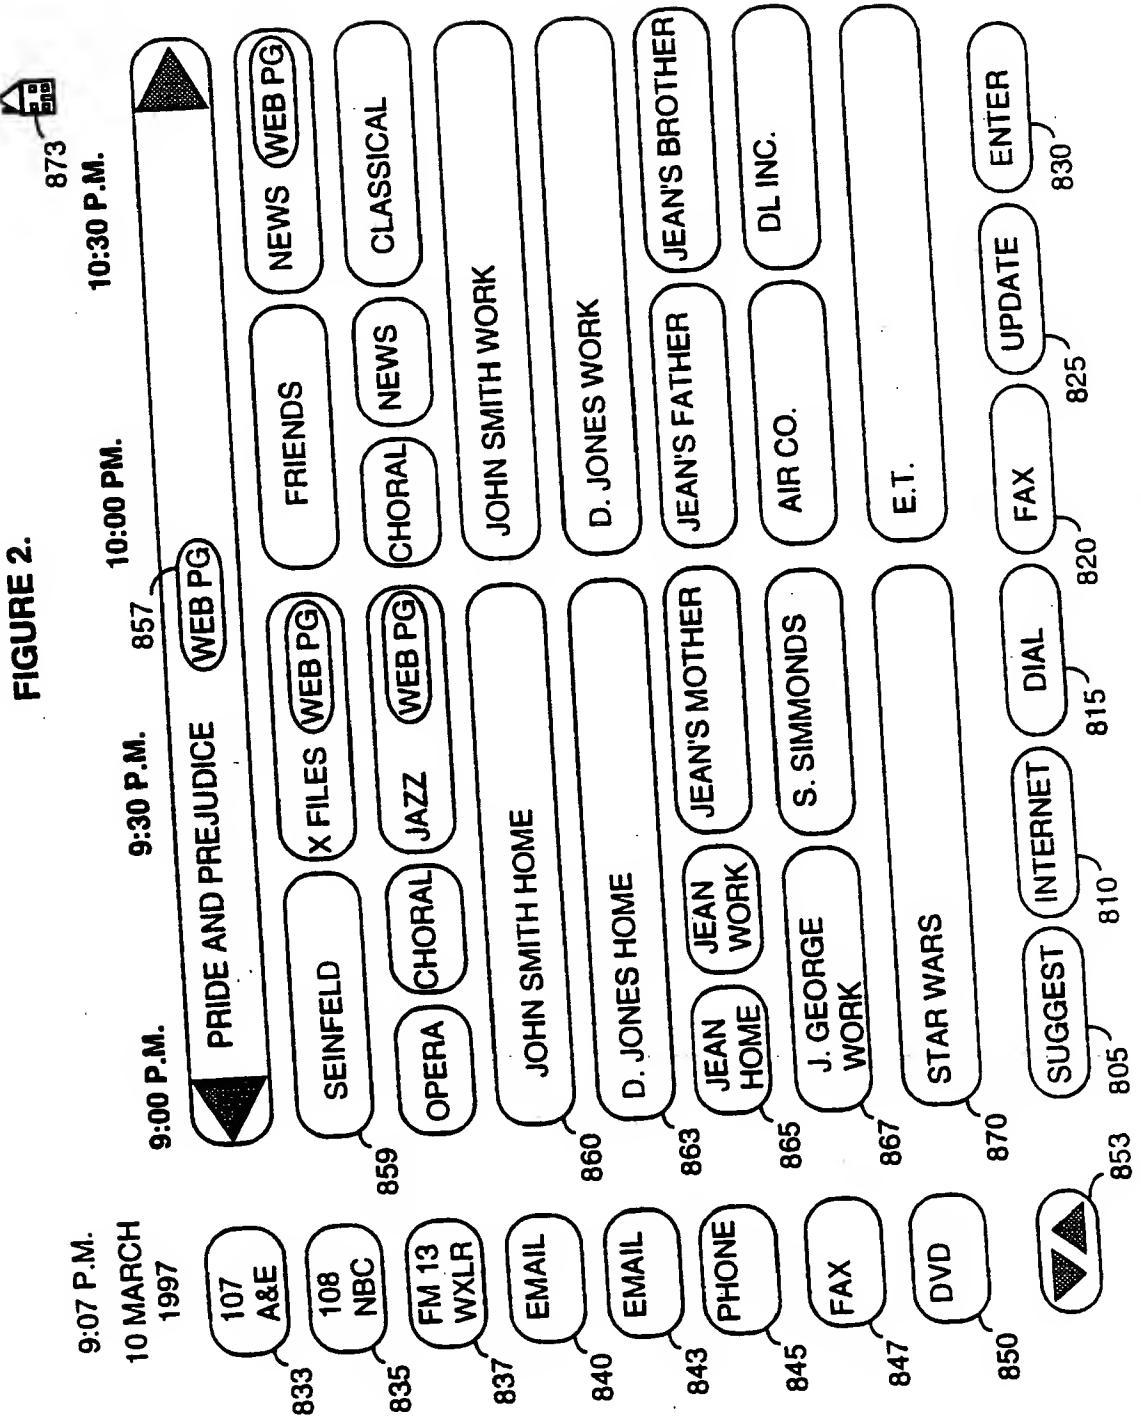 FIGURE 2.
873
9:07 P.M.
10 MARCH
1997
9:00 P.M.
9:30 P.M.
10:00 PM.
10:30 P.M.
857
107
A&E
833
PRIDE AND PREJUDICE
WEB PG
108
NBC
835
SEINFELD
859
X FILES
WEB PG
FRIENDS
NEWS
WEB PG
FM 13
WXLR
837
OPERA
CHORAL
JAZZ
WEB PG
CHORAL
NEWS
CLASSICAL
EMAIL
840
JOHN SMITH HOME
860
JOHN SMITH WORK
EMAIL
843
D. JONES HOME
863
D. JONES WORK
PHONE
845
JEAN
HOME
865
JEAN
WORK
JEAN'S MOTHER
JEAN'S FATHER
JEAN'S BROTHER
FAX
847
J. GEORGE
WORK
867
S. SIMMONDS
AIR CO.
DL INC.
DVD
850
STAR WARS
870
E.T.
853
SUGGEST
805
INTERNET
810
DIAL
815
FAX
820
UPDATE
825
ENTER
830